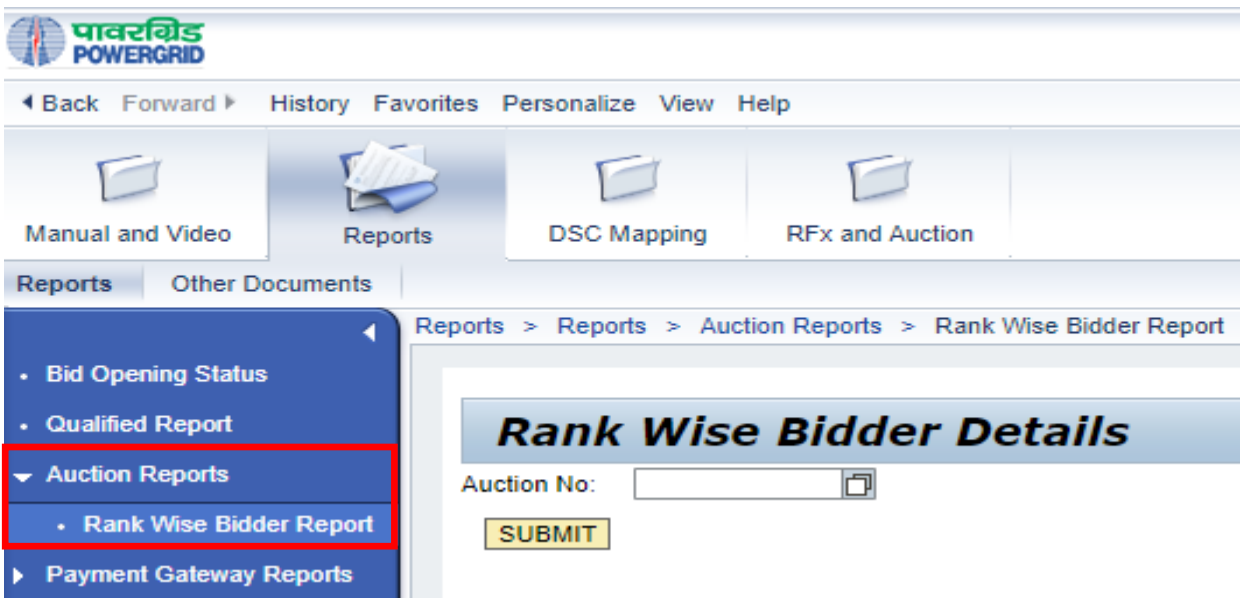 पावरग्रिड
POWERGRID
Back Forward History Favorites Personalize View Help
Manual and Video Reports DSC Mapping RFx and Auction
Reports Other Documents
Reports > Reports > Auction Reports > Rank Wise Bidder Report
• Bid Opening Status
• Qualified Report
Auction Reports
• Rank Wise Bidder Report
Payment Gateway Reports
Rank Wise Bidder Details
Auction No:
SUBMIT